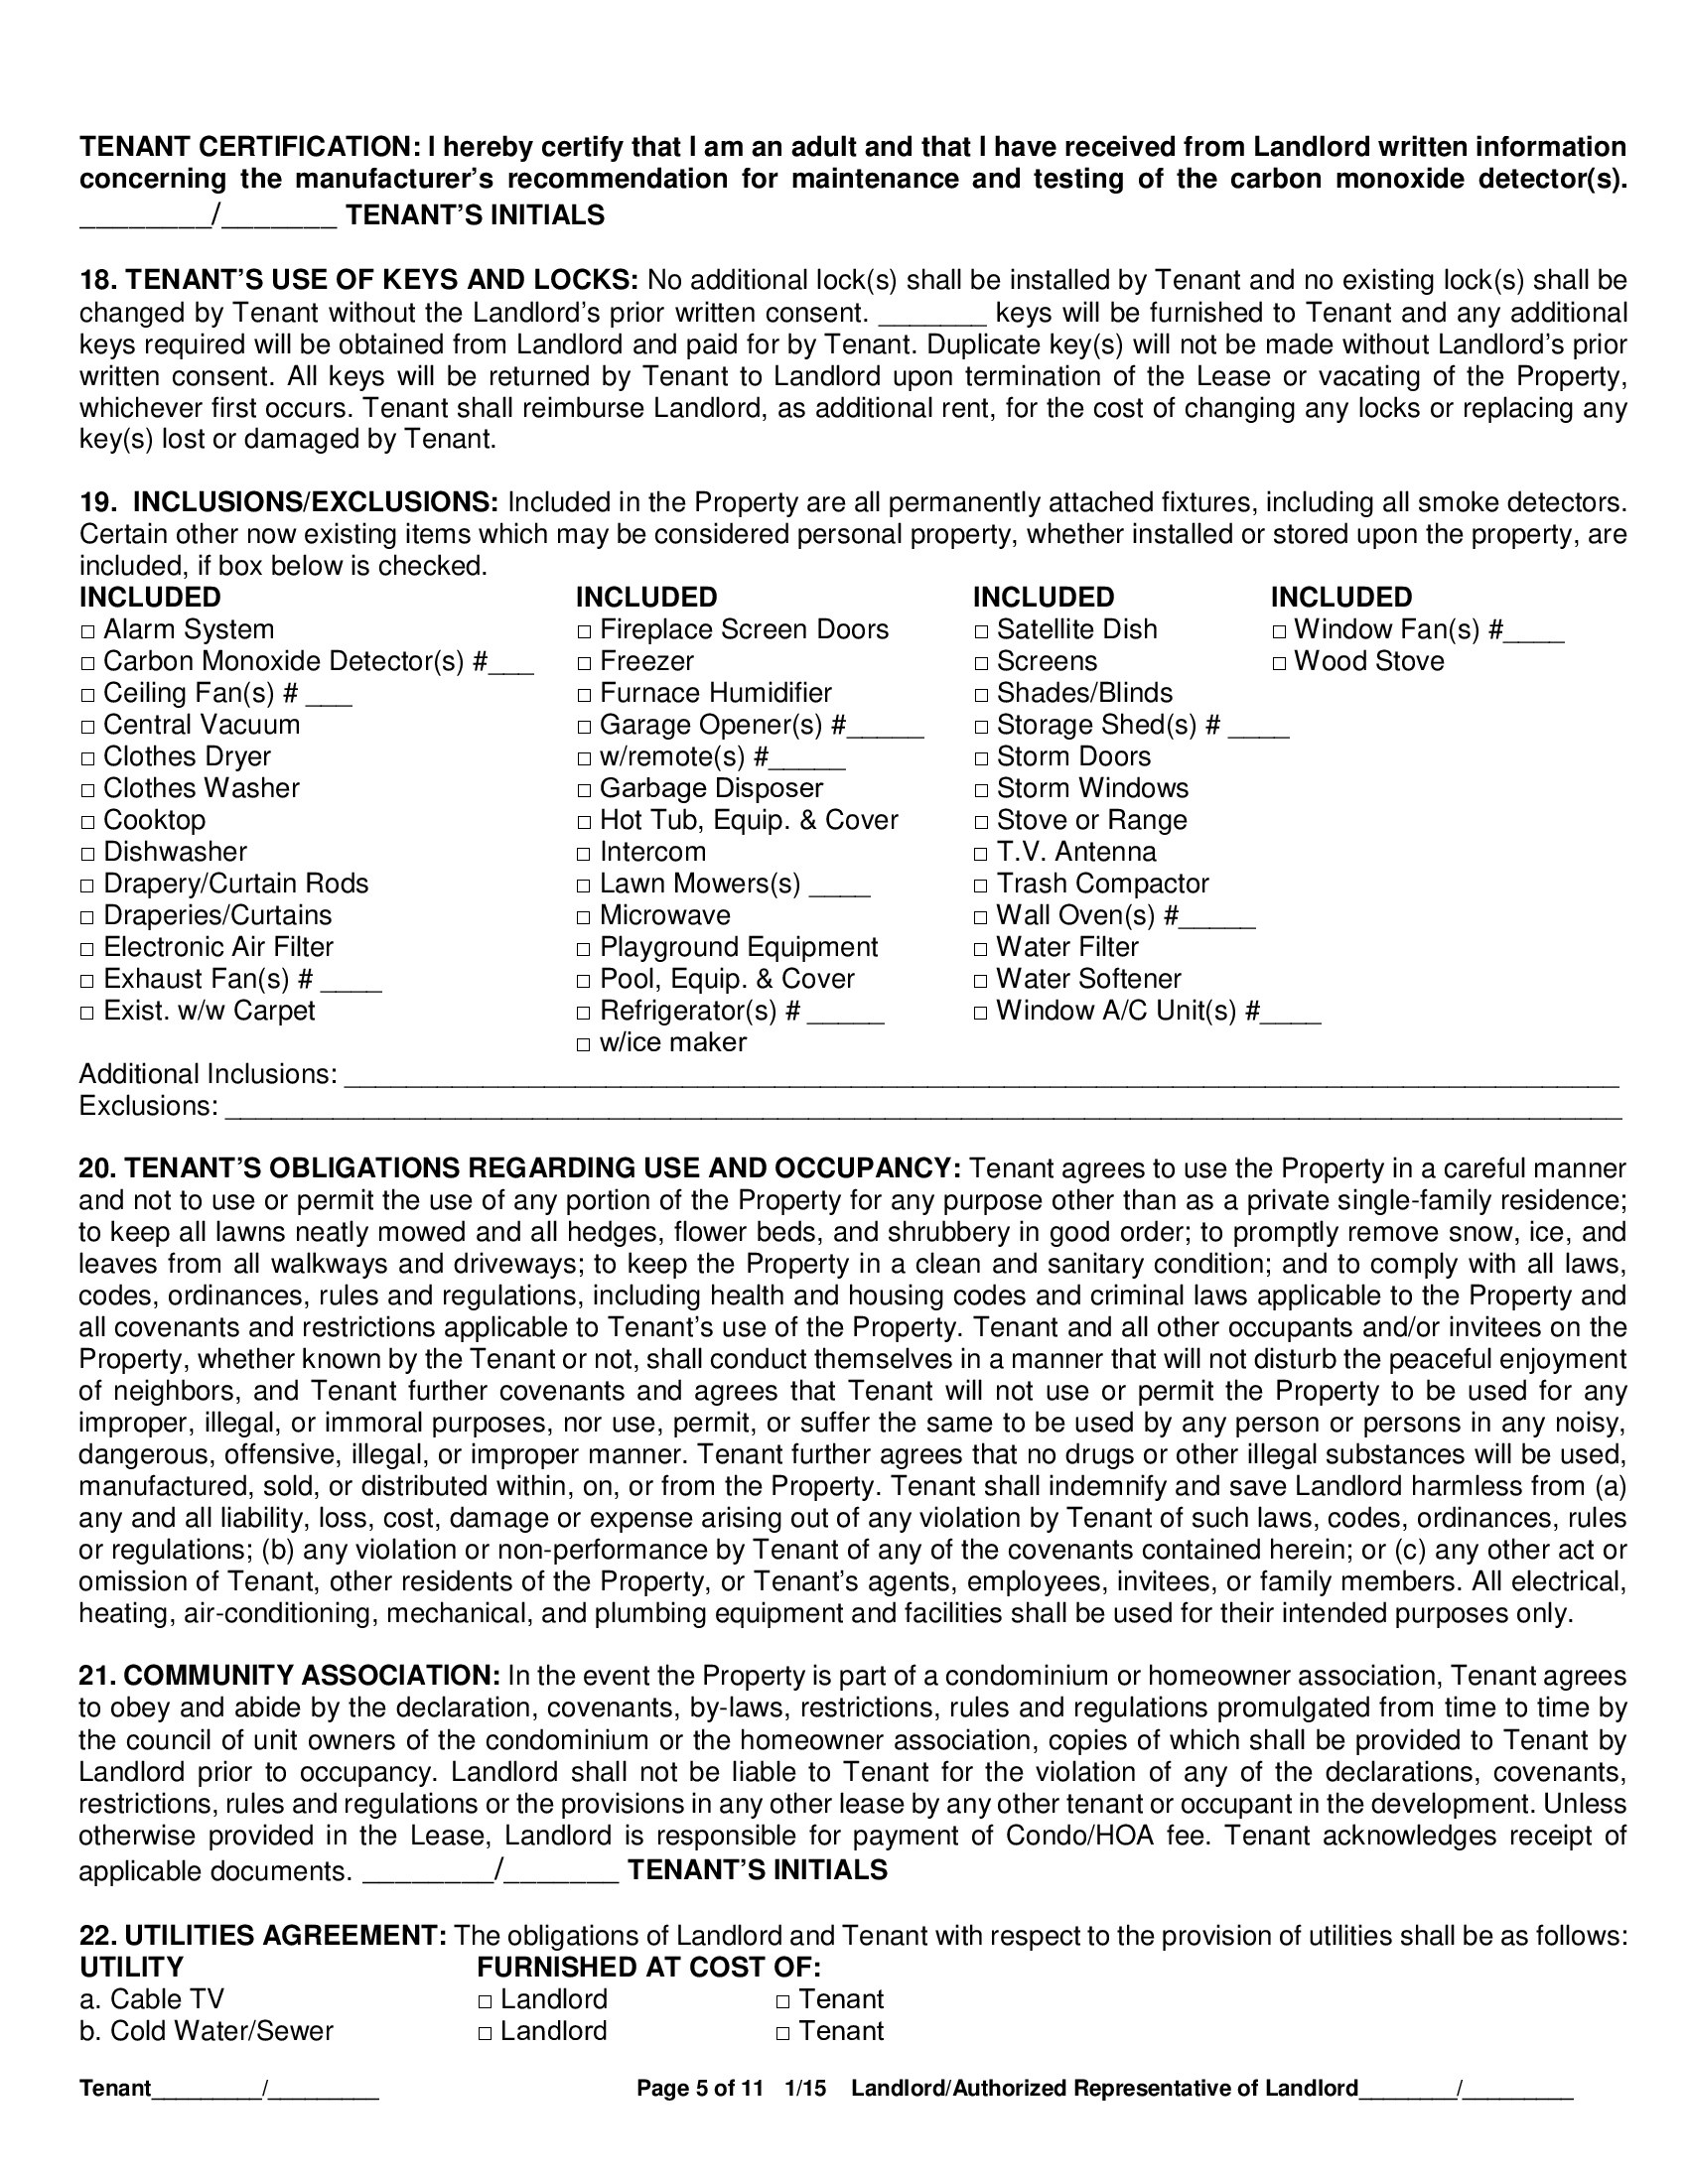 TENANT CERTIFICATION: I hereby certify that I am an adult and that I have received from Landlord written information
concerning the manufacturer’s recommendation for maintenance and testing of the carbon monoxide detector(s).
_________/________ TENANT’S INITIALS
18. TENANT’S USE OF KEYS AND LOCKS: No additional lock(s) shall be installed by Tenant and no existing lock(s) shall be
changed by Tenant without the Landlord’s prior written consent. _______ keys will be furnished to Tenant and any additional
keys required will be obtained from Landlord and paid for by Tenant. Duplicate key(s) will not be made without Landlord’s prior
written consent. All keys will be returned by Tenant to Landlord upon termination of the Lease or vacating of the Property,
whichever first occurs. Tenant shall reimburse Landlord, as additional rent, for the cost of changing any locks or replacing any
key(s) lost or damaged by Tenant.
19. INCLUSIONS/EXCLUSIONS: Included in the Property are all permanently attached fixtures, including all smoke detectors.
Certain other now existing items which may be considered personal property, whether installed or stored upon the property, are
included, if box below is checked.
INCLUDED INCLUDED INCLUDED INCLUDED
□ Alarm System □ Fireplace Screen Doors □ Satellite Dish □ Window Fan(s) #____
□ Carbon Monoxide Detector(s) #___ □ Freezer □ Screens □ Wood Stove
□ Ceiling Fan(s) # ___ □ Furnace Humidifier □ Shades/Blinds
□ Central Vacuum □ Garage Opener(s) #_____ □ Storage Shed(s) # ____
□ Clothes Dryer □ w/remote(s) #_____ □ Storm Doors
□ Clothes Washer □ Garbage Disposer □ Storm Windows
□ Cooktop □ Hot Tub, Equip. & Cover □ Stove or Range
□ Dishwasher □ Intercom □ T.V. Antenna
□ Drapery/Curtain Rods □ Lawn Mowers(s) ____ □ Trash Compactor
□ Draperies/Curtains □ Microwave □ Wall Oven(s) #_____
□ Electronic Air Filter □ Playground Equipment □ Water Filter
□ Exhaust Fan(s) # ____ □ Pool, Equip. & Cover □ Water Softener
□ Exist. w/w Carpet □ Refrigerator(s) # _____ □ Window A/C Unit(s) #____
□ w/ice maker
Additional Inclusions: ____________________________________________________________________
Exclusions: ____________________________________________________________________________
20. TENANT’S OBLIGATIONS REGARDING USE AND OCCUPANCY: Tenant agrees to use the Property in a careful manner
and not to use or permit the use of any portion of the Property for any purpose other than as a private single-family residence;
to keep all lawns neatly mowed and all hedges, flower beds, and shrubbery in good order; to promptly remove snow, ice, and
leaves from all walkways and driveways; to keep the Property in a clean and sanitary condition; and to comply with all laws,
codes, ordinances, rules and regulations, including health and housing codes and criminal laws applicable to the Property and
all covenants and restrictions applicable to Tenant’s use of the Property. Tenant and all other occupants and/or invitees on the
Property, whether known by the Tenant or not, shall conduct themselves in a manner that will not disturb the peaceful enjoyment
of neighbors, and Tenant further covenants and agrees that Tenant will not use or permit the Property to be used for any
improper, illegal, or immoral purposes, nor use, permit, or suffer the same to be used by any person or persons in any noisy,
dangerous, offensive, illegal, or improper manner. Tenant further agrees that no drugs or other illegal substances will be used,
manufactured, sold, or distributed within, on, or from the Property. Tenant shall indemnify and save Landlord harmless from (a)
any and all liability, loss, cost, damage or expense arising out of any violation by Tenant of such laws, codes, ordinances, rules
or regulations; (b) any violation or non-performance by Tenant of any of the covenants contained herein; or (c) any other act or
omission of Tenant, other residents of the Property, or Tenant’s agents, employees, invitees, or family members. All electrical,
heating, air-conditioning, mechanical, and plumbing equipment and facilities shall be used for their intended purposes only.
21. COMMUNITY ASSOCIATION: In the event the Property is part of a condominium or homeowner association, Tenant agrees
to obey and abide by the declaration, covenants, by-laws, restrictions, rules and regulations promulgated from time to time by
the council of unit owners of the condominium or the homeowner association, copies of which shall be provided to Tenant by
Landlord prior to occupancy. Landlord shall not be liable to Tenant for the violation of any of the declarations, covenants,
restrictions, rules and regulations or the provisions in any other lease by any other tenant or occupant in the development. Unless
otherwise provided in the Lease, Landlord is responsible for payment of Condo/HOA fee. Tenant acknowledges receipt of
applicable documents. _________/________ TENANT’S INITIALS
22. UTILITIES AGREEMENT: The obligations of Landlord and Tenant with respect to the provision of utilities shall be as follows:
UTILITY FURNISHED AT COST OF:
a. Cable TV □ Landlord □ Tenant
b. Cold Water/Sewer □ Landlord □ Tenant
Tenant_________/_________ Page 5 of 11 1/15 Landlord/Authorized Representative of Landlord________/_________